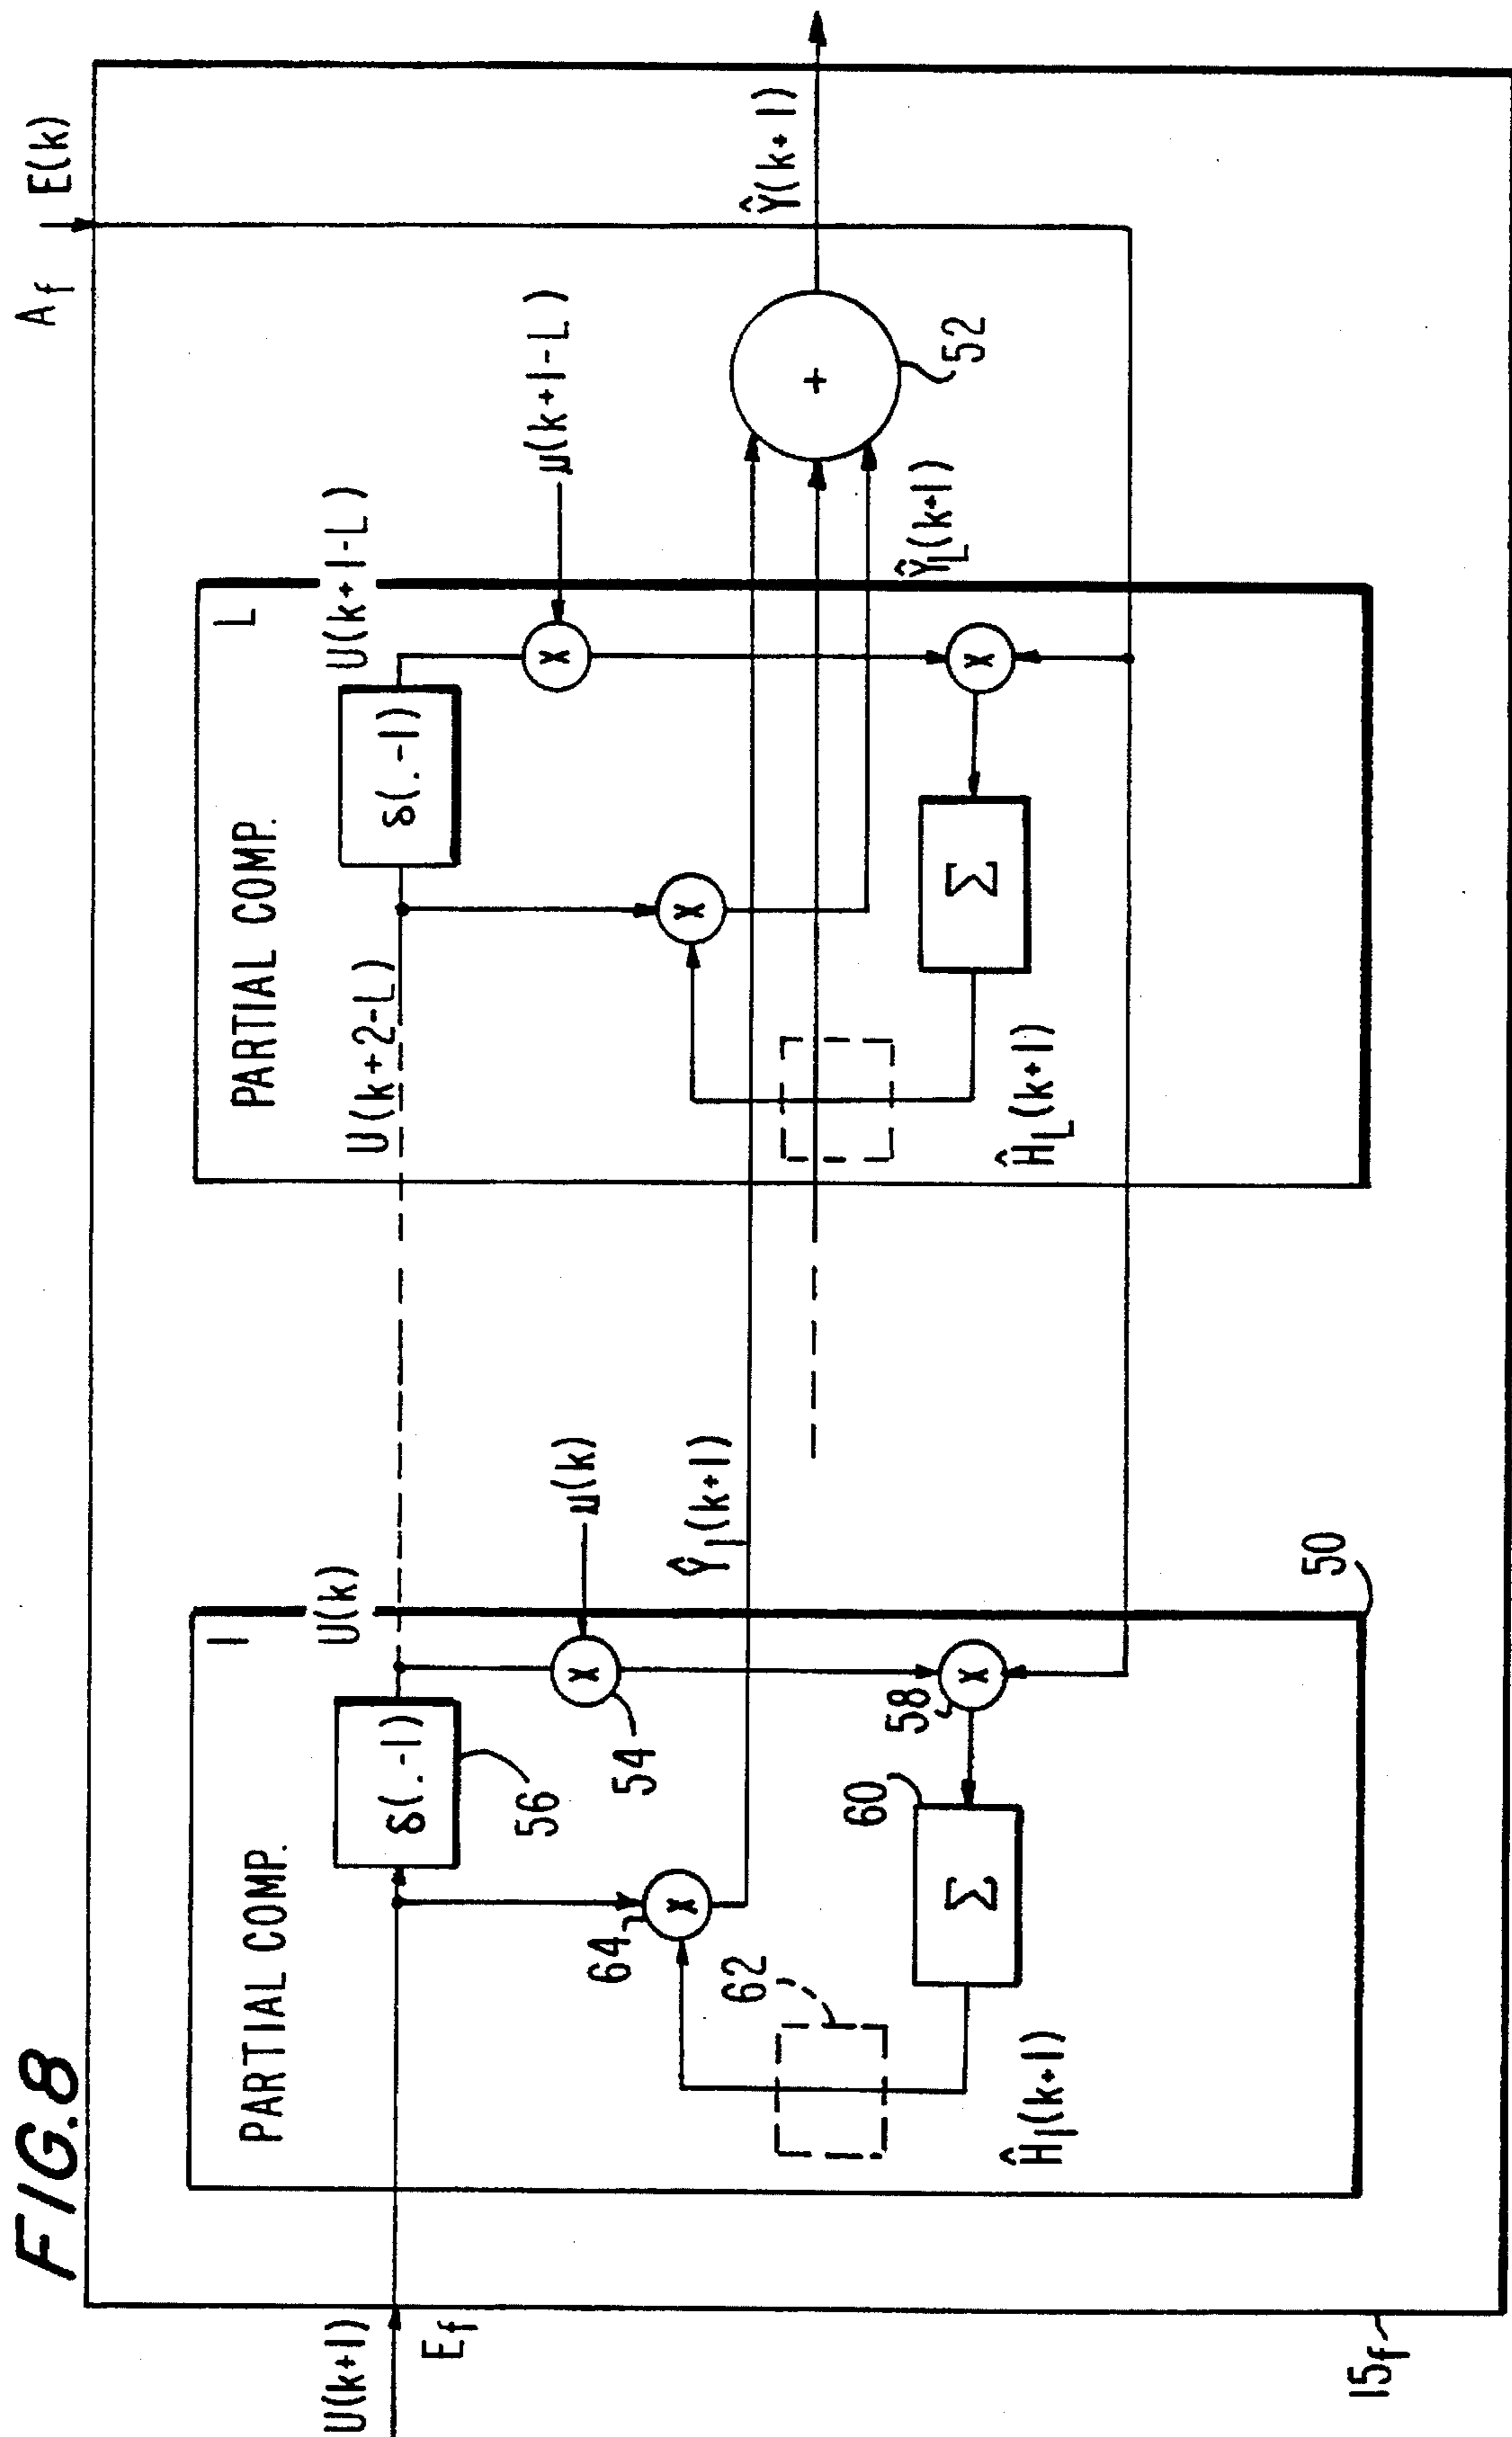 FIG.8
A_f
E(k)
PARTIAL COMP.
1
PARTIAL COMP.
L
U(k+1)
E_f
δ(.-1)
56
U(k)
U(k+2-L)
δ(.-1)
U(k+1-L)
54
μ(k)
μ(k+1-L)
64
Ŷ_1(k+1)
Ŷ(k+1)
62
+
52
Ŷ_L(k+1)
60
58
Σ
Σ
X
X
X
X
X
X
Ĥ_1(k+1)
Ĥ_L(k+1)
50
15_f